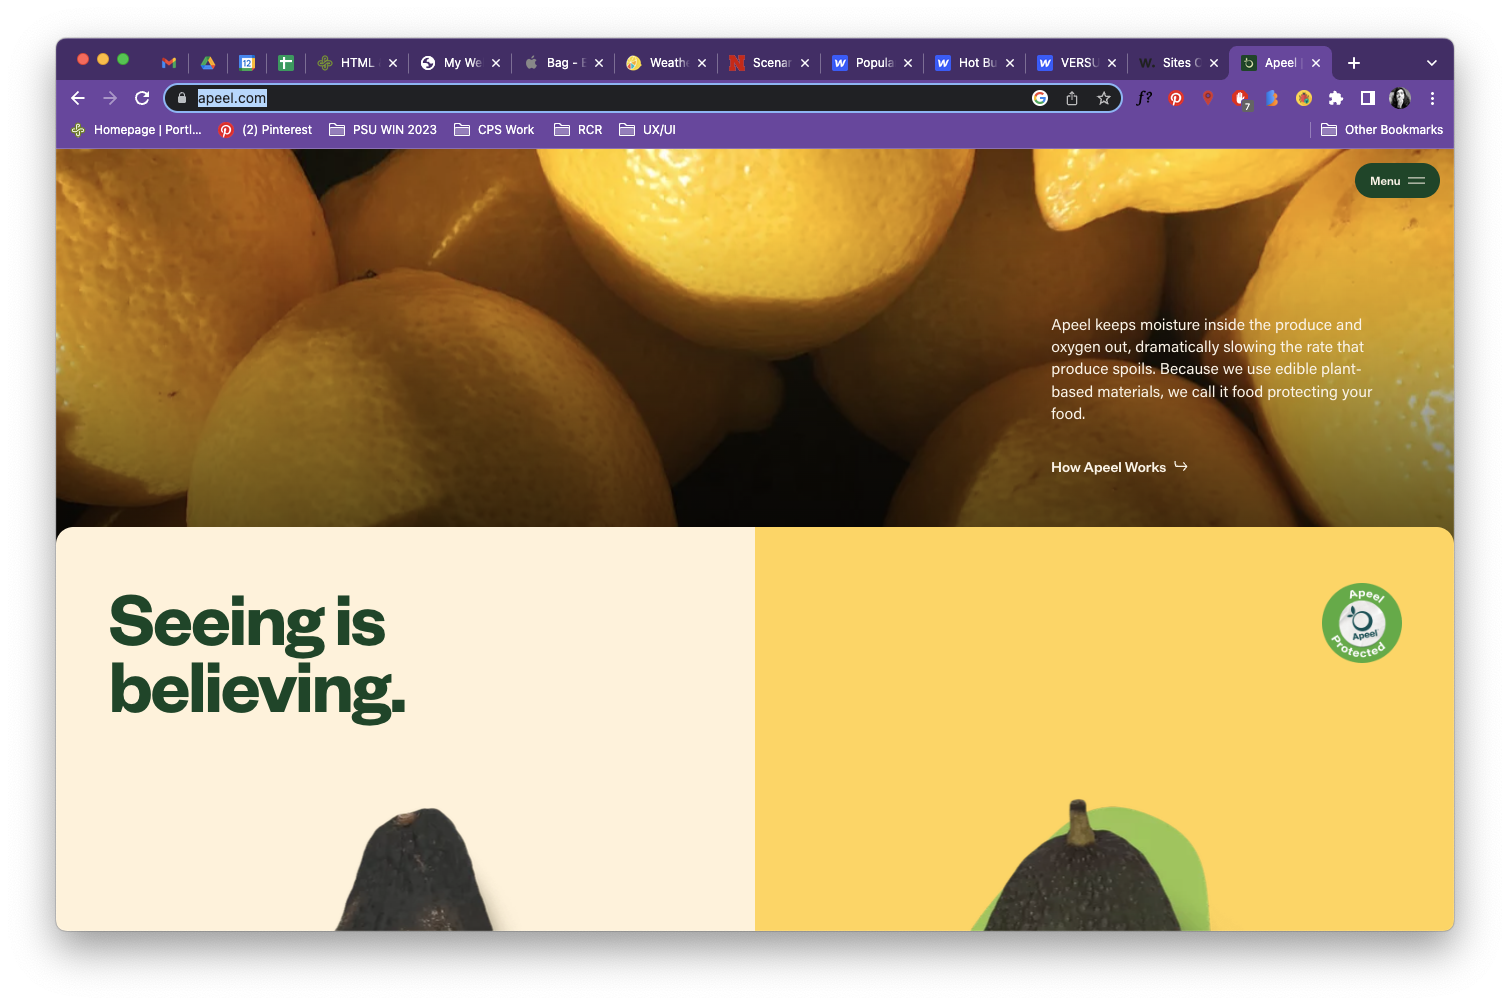 12
HTML
My We
Bag - E
Weathe
Scenar
Popula
Hot Bu
VERSU
W. Sites C
Apeel |
apeel.com
f?
7
Homepage | Portl...
(2) Pinterest
PSU WIN 2023
CPS Work
RCR
UX/UI
Other Bookmarks
Menu
Apeel keeps moisture inside the produce and
oxygen out, dramatically slowing the rate that
produce spoils. Because we use edible plant-
based materials, we call it food protecting your
food.
How Apeel Works
Seeing is
believing.
Apeel
Apeel
Protected